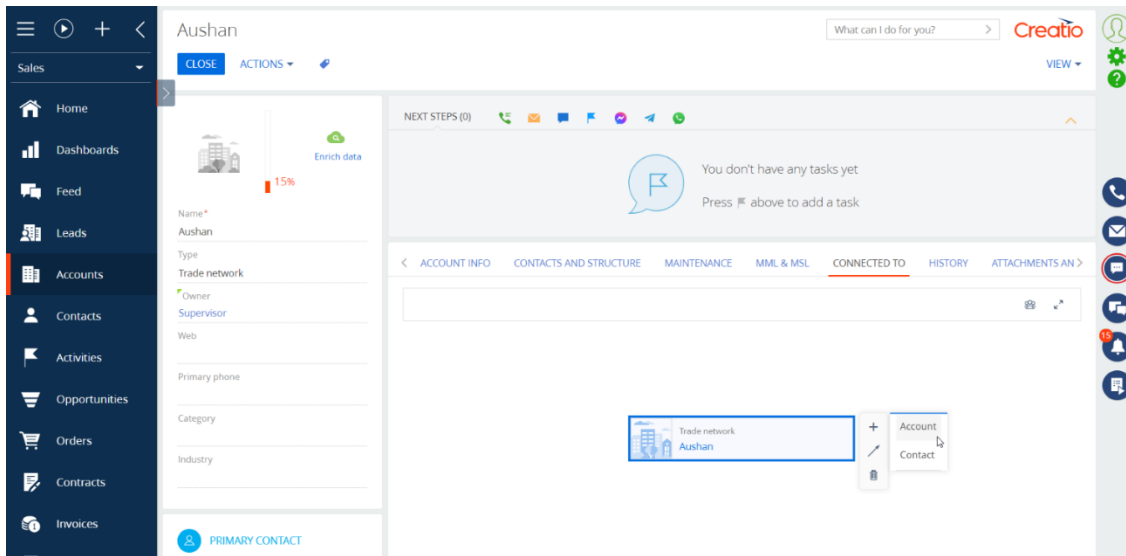 Aushan
What can I do for you?
Creatio
Sales
CLOSE
ACTIONS
VIEW
Home
Dashboards
Feed
Leads
Accounts
Contacts
Activities
Opportunities
Orders
Contracts
Invoices
Enrich data
15%
Name*
Aushan
Type
Trade network
Owner
Supervisor
Web
Primary phone
Category
Industry
PRIMARY CONTACT
NEXT STEPS (0)
You don't have any tasks yet
Press above to add a task
ACCOUNT INFO CONTACTS AND STRUCTURE MAINTENANCE MML & MSL CONNECTED TO HISTORY ATTACHMENTS AN
Trade network
Aushan
+ Account
Contact
?
15